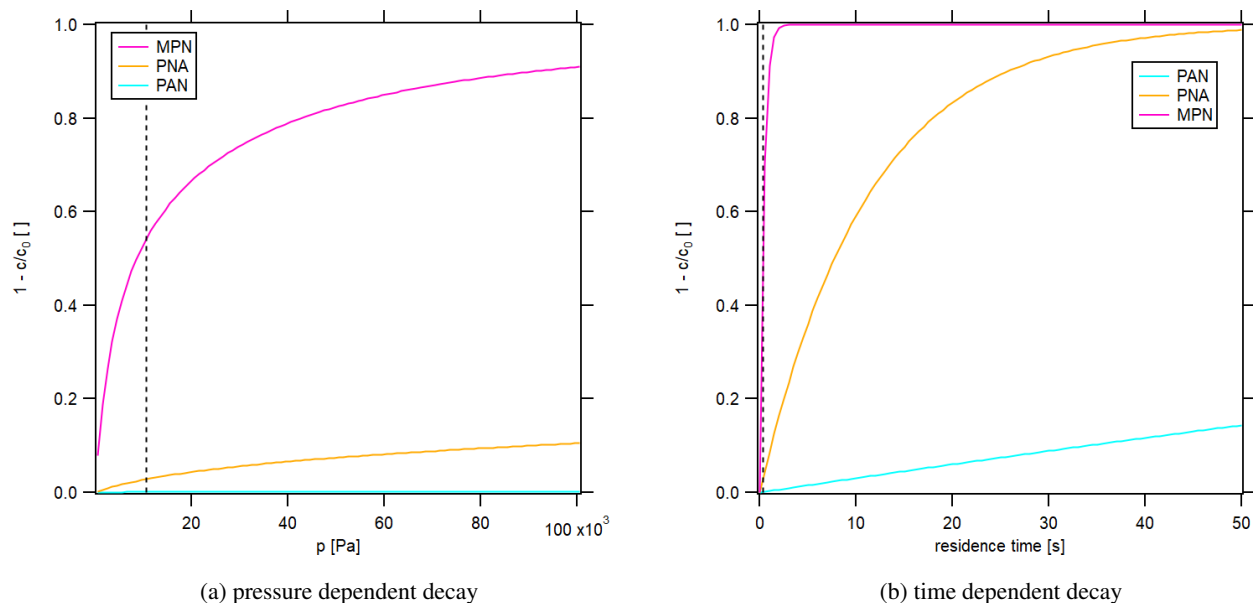 1.0
0.8
0.6
0.4
0.2
0.0
1 - c/c₀ [ ]
MPN
PNA
PAN
20
40
60
80
100 x10³
p [Pa]
(a) pressure dependent decay
1.0
0.8
0.6
0.4
0.2
0.0
1 - c/c₀ [ ]
PAN
PNA
MPN
0
10
20
30
40
50
residence time [s]
(b) time dependent decay